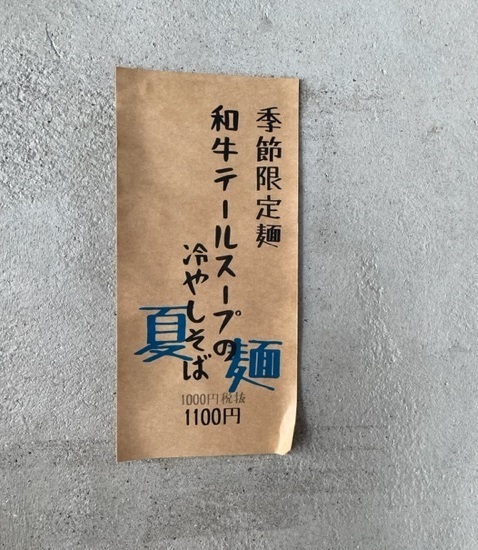 季節限定麺
和牛テールスープの
冷やしそば
夏
麺
1000円税抜
1100円